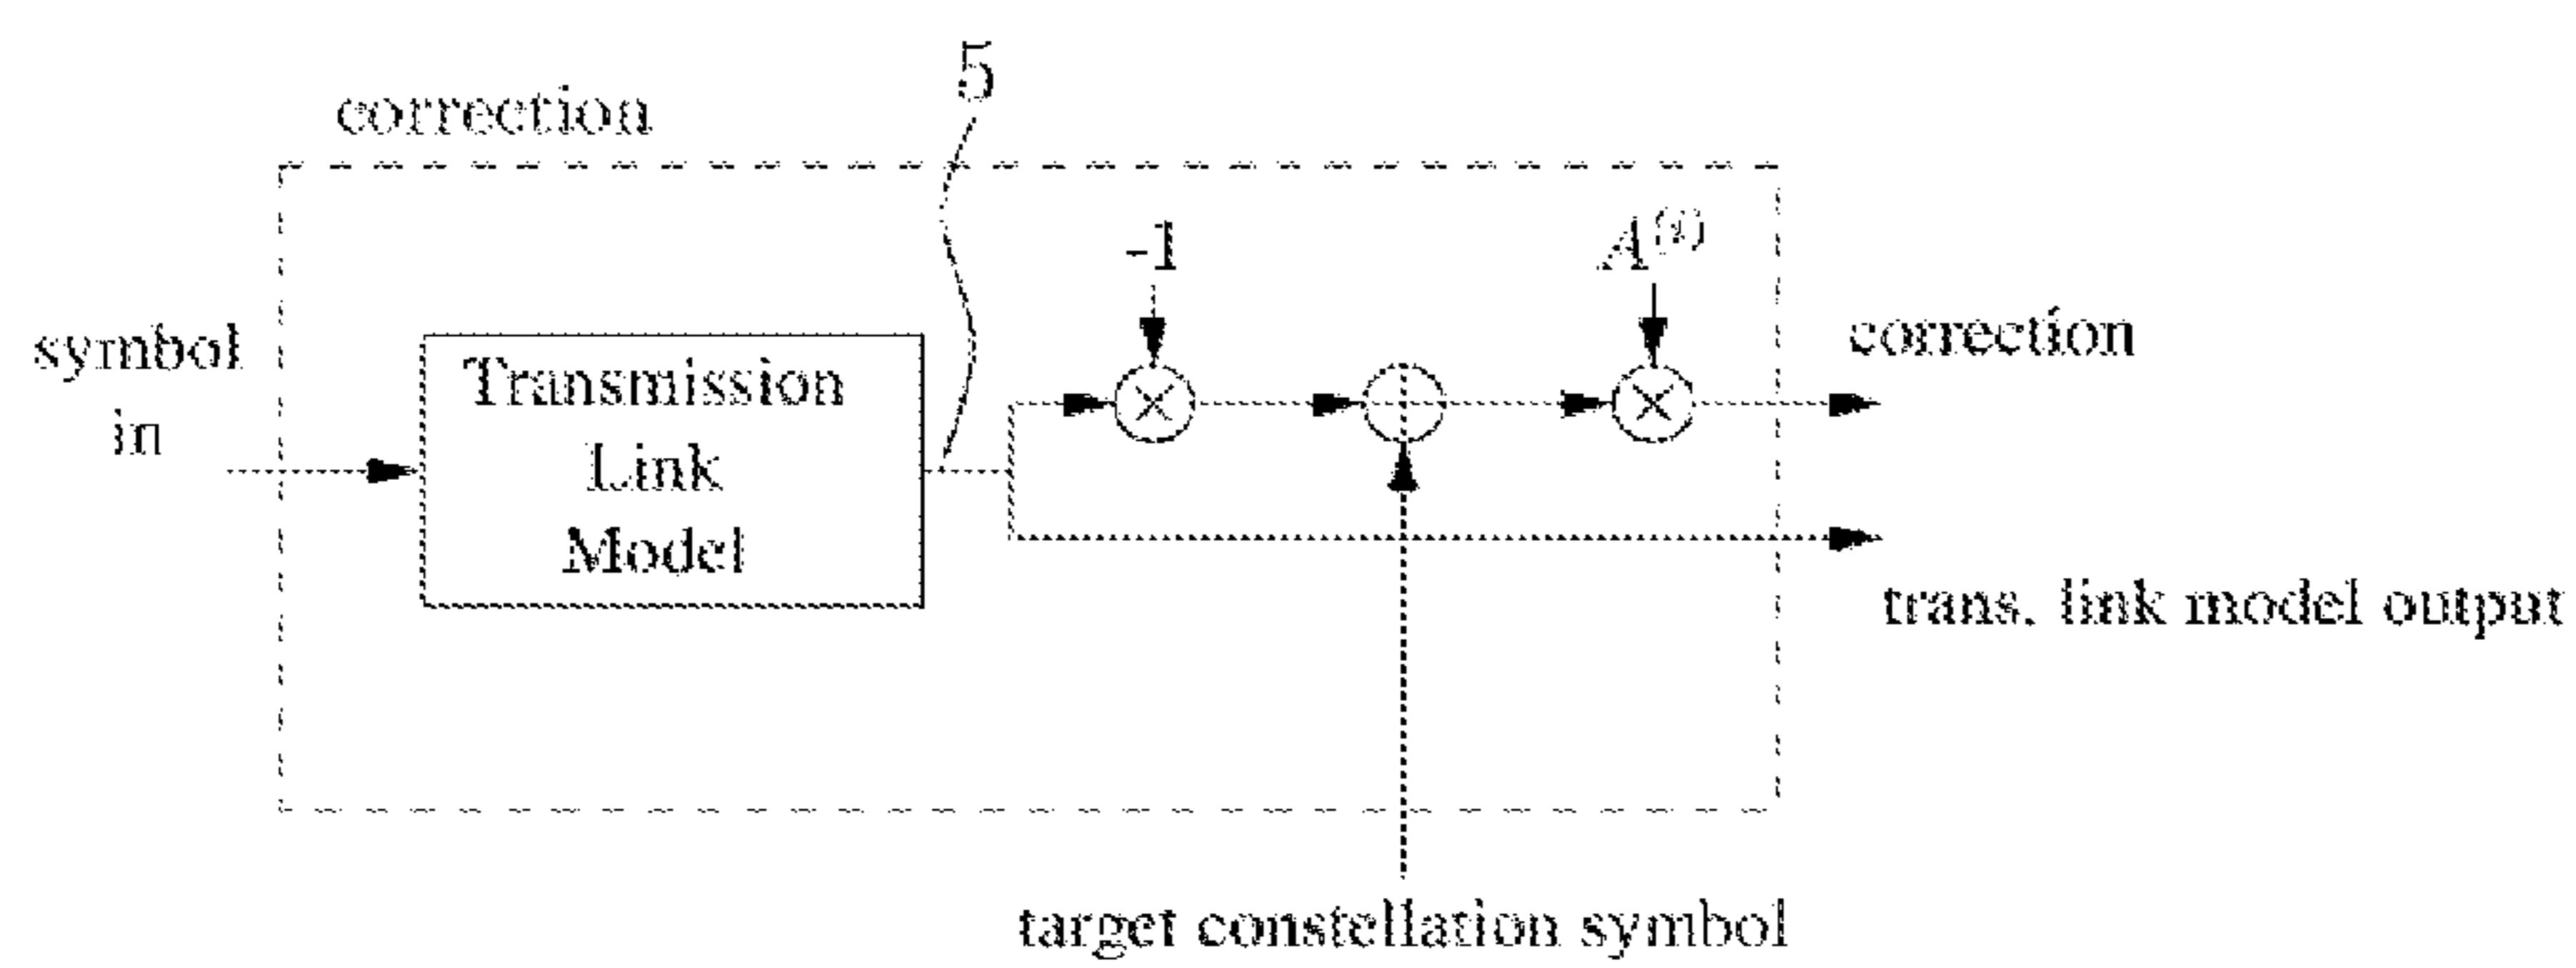 5
correction
-1
A
symbol
in
Transmission
Link
Model
correction
trans. link model output
target constellation symbol